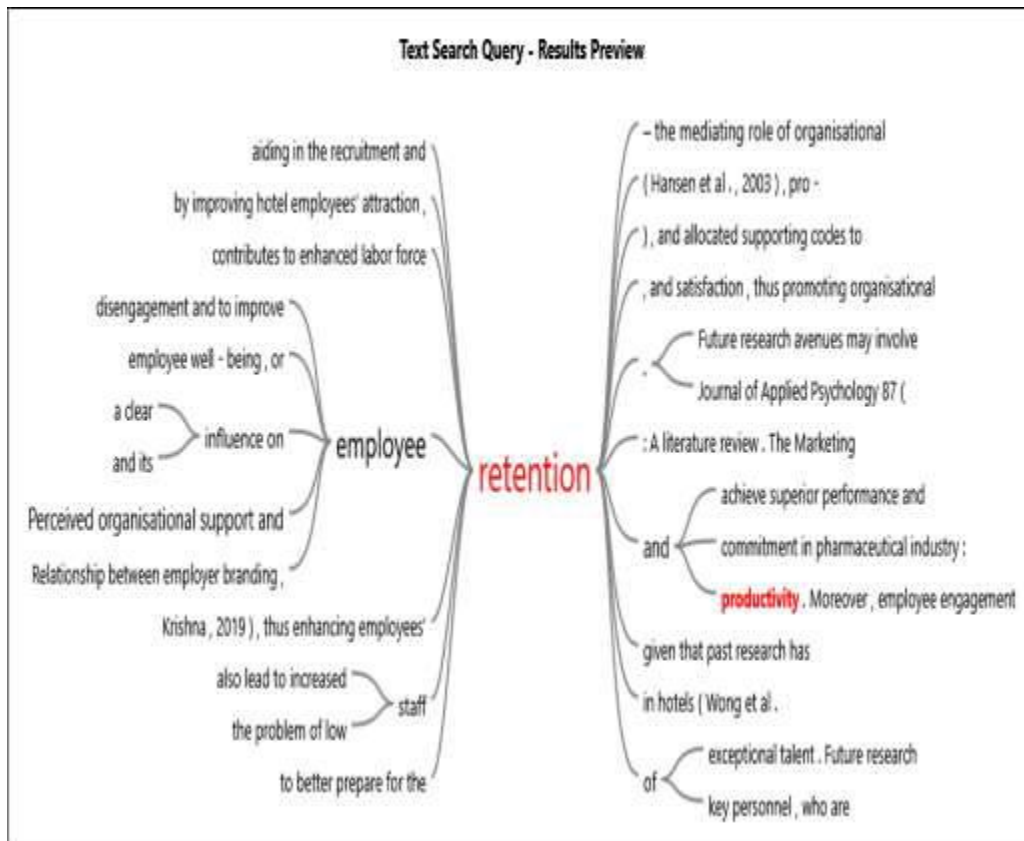 Text Search Query - Results Preview
aiding in the recruitment and
by improving hotel employees' attraction ,
contributes to enhanced labor force
disengagement and to improve
employee well - being , or
a clear
and its
influence on
Perceived organisational support and
Relationship between employer branding ,
employee
Krishna , 2019 ) , thus enhancing employees'
also lead to increased
the problem of low
staff
to better prepare for the
retention
– the mediating role of organisational
( Hansen et al . , 2003 ) , pro -
) , and allocated supporting codes to
, and satisfaction , thus promoting organisational
.
Future research avenues may involve
Journal of Applied Psychology 87 (
: A literature review . The Marketing
and
achieve superior performance and
commitment in pharmaceutical industry :
productivity . Moreover , employee engagement
given that past research has
in hotels ( Wong et al .
of
exceptional talent . Future research
key personnel , who are